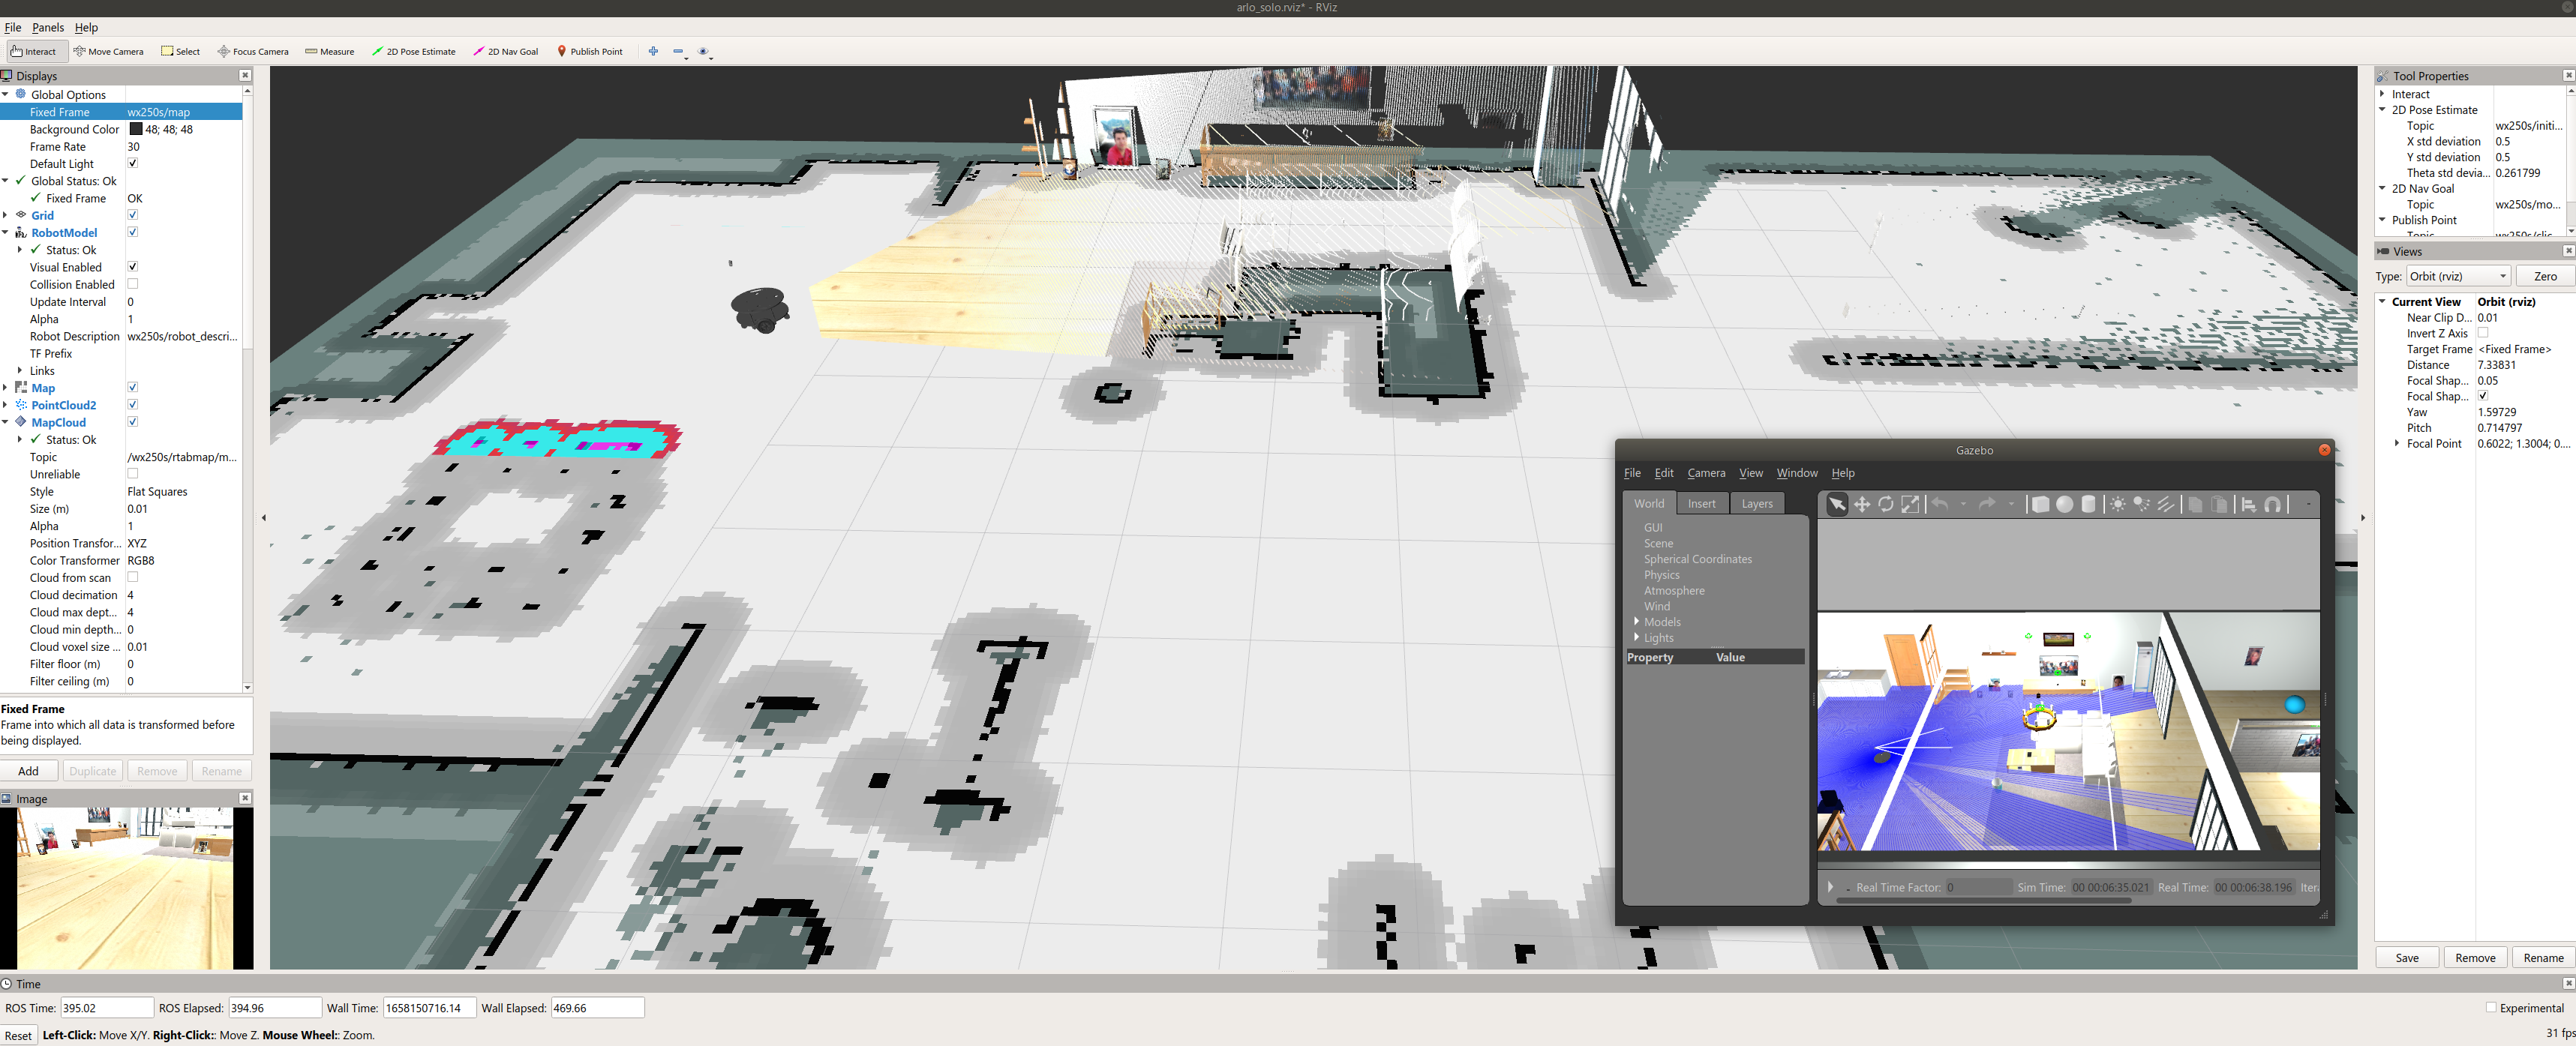 arlo_solo.rviz* - RViz
File Panels Help
Interact Move Camera Select Focus Camera Measure 2D Pose Estimate 2D Nav Goal Publish Point
Displays
Global Options
Fixed Frame wx250s/map
Background Color 48; 48; 48
Frame Rate 30
Default Light
Global Status: Ok
Fixed Frame OK
Grid
RobotModel
Status: Ok
Visual Enabled
Collision Enabled
Update Interval 0
Alpha 1
Robot Description wx250s/robot_descri...
TF Prefix
Links
Map
PointCloud2
MapCloud
Status: Ok
Topic /wx250s/rtabmap/m...
Unreliable
Style Flat Squares
Size (m) 0.01
Alpha 1
Position Transfor... XYZ
Color Transformer RGB8
Cloud from scan
Cloud decimation 4
Cloud max dept... 4
Cloud min depth... 0
Cloud voxel size ... 0.01
Filter floor (m) 0
Filter ceiling (m) 0
Fixed Frame
Frame into which all data is transformed before
being displayed.
Add Duplicate Remove Rename
Image
Gazebo
File Edit Camera View Window Help
World Insert Layers
GUI
Scene
Spherical Coordinates
Physics
Atmosphere
Wind
Models
Lights
Property Value
Real Time Factor: 0 Sim Time: 00 00:06:35.021 Real Time: 00 00:06:38.196 Itera
Tool Properties
Interact
2D Pose Estimate
Topic wx250s/initi...
X std deviation 0.5
Y std deviation 0.5
Theta std devia... 0.261799
2D Nav Goal
Topic wx250s/mo...
Publish Point
Topic wx250s/clic...
Views
Type: Orbit (rviz) Zero
Current View Orbit (rviz)
Near Clip D... 0.01
Invert Z Axis
Target Frame <Fixed Frame>
Distance 7.33831
Focal Shap... 0.05
Focal Shap...
Yaw 1.59729
Pitch 0.714797
Focal Point 0.6022; 1.3004; 0....
Save Remove Rename
Time
ROS Time: 395.02 ROS Elapsed: 394.96 Wall Time: 1658150716.14 Wall Elapsed: 469.66
Experimental
Reset Left-Click: Move X/Y. Right-Click:: Move Z. Mouse Wheel:: Zoom.
31 fps